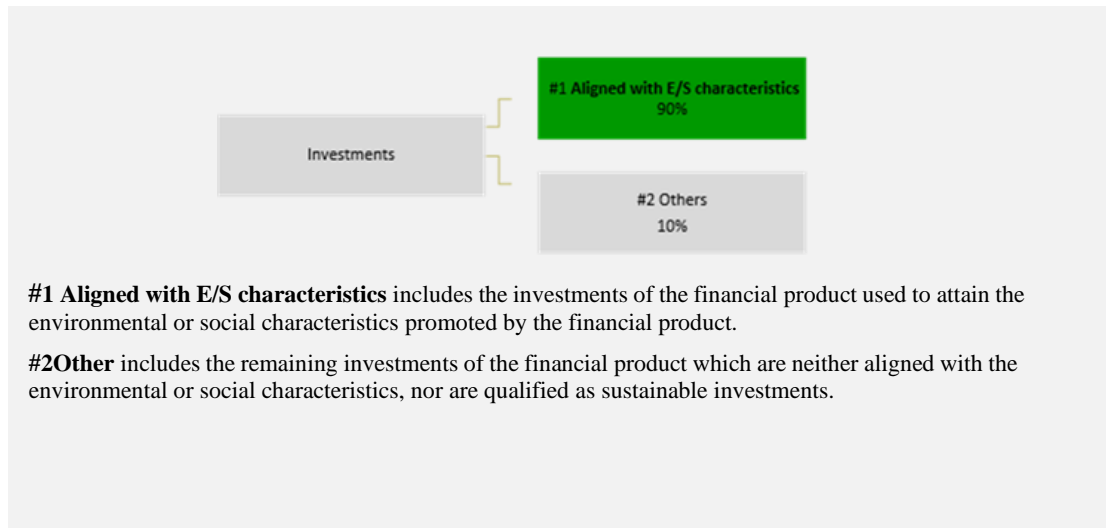 #1 Aligned with E/S characteristics
90%
Investments
#2 Others
10%
#1 Aligned with E/S characteristics includes the investments of the financial product used to attain the
environmental or social characteristics promoted by the financial product.
#2Other includes the remaining investments of the financial product which are neither aligned with the
environmental or social characteristics, nor are qualified as sustainable investments.